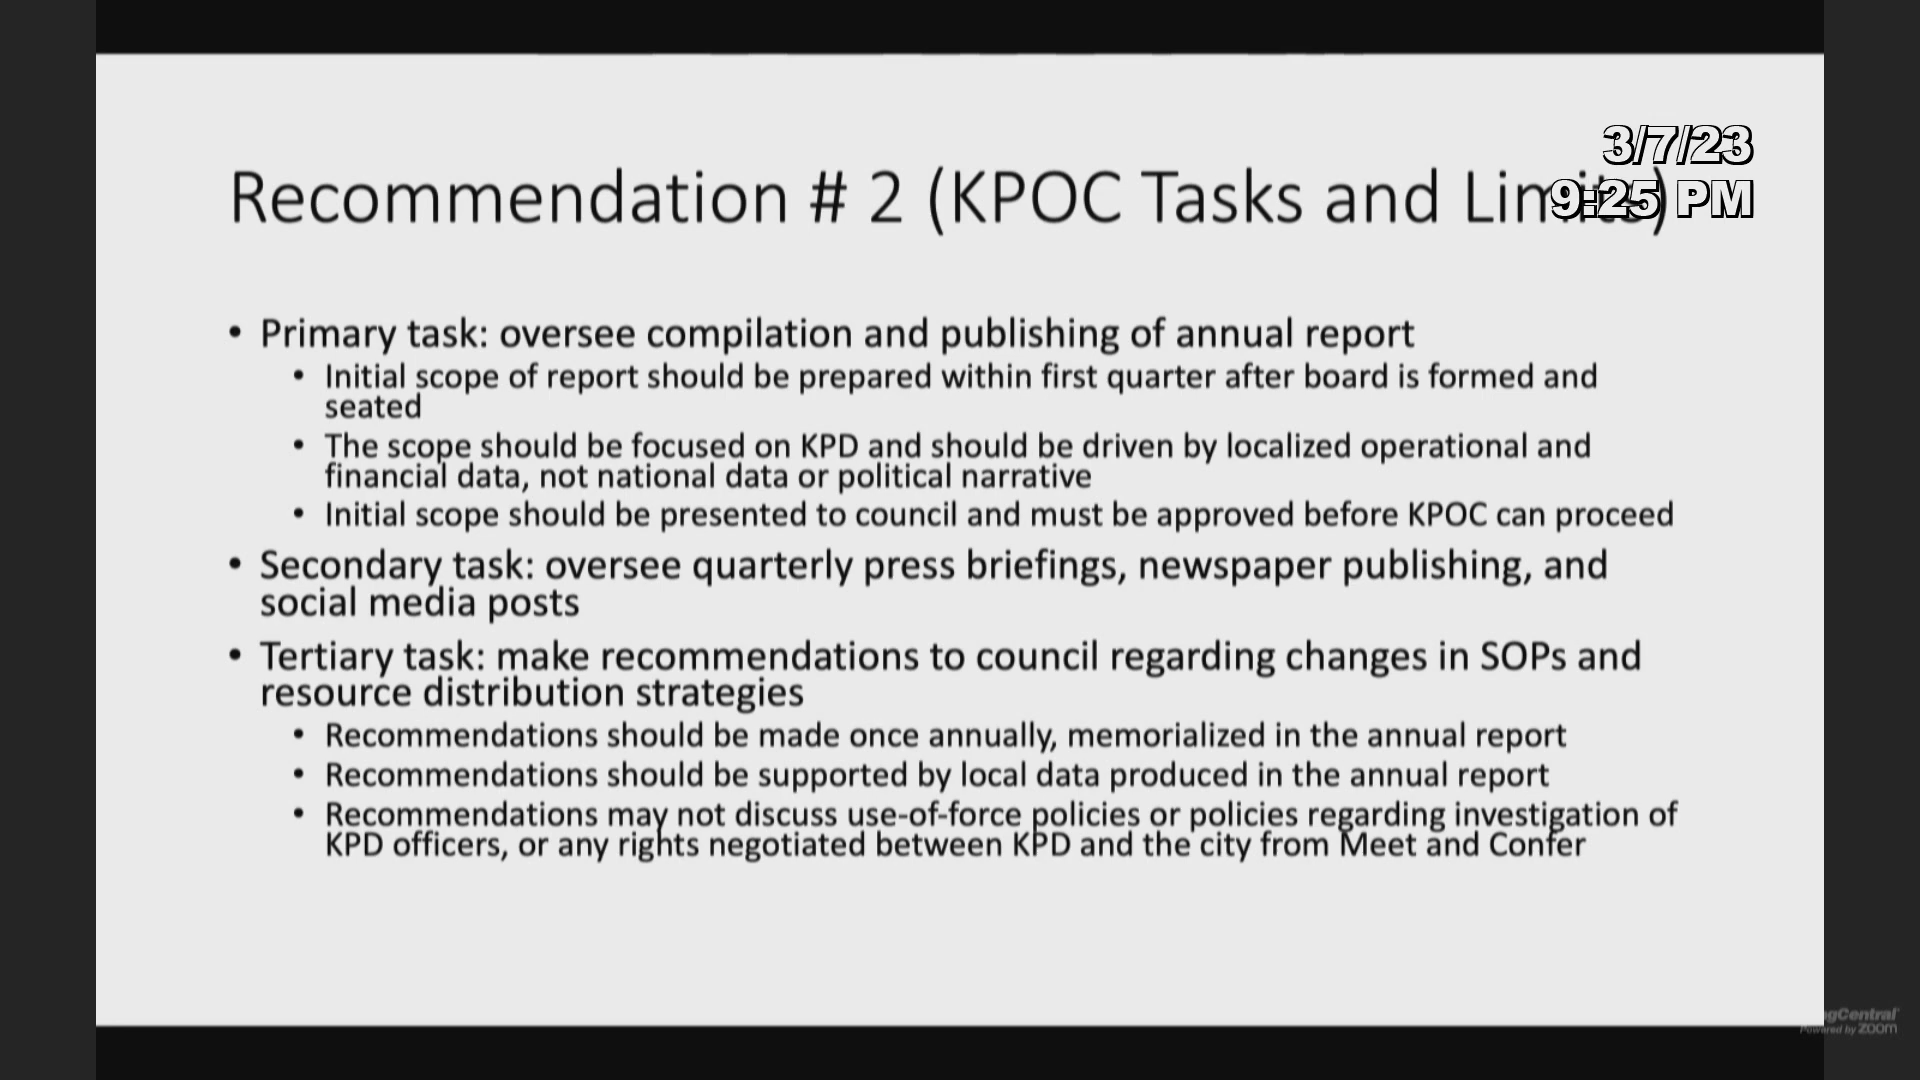 3/7/23
9:25 PM
Recommendation # 2 (KPOC Tasks and Limits)
• Primary task: oversee compilation and publishing of annual report
• Initial scope of report should be prepared within first quarter after board is formed and
seated
• The scope should be focused on KPD and should be driven by localized operational and
financial data, not national data or political narrative
• Initial scope should be presented to council and must be approved before KPOC can proceed
• Secondary task: oversee quarterly press briefings, newspaper publishing, and
social media posts
• Tertiary task: make recommendations to council regarding changes in SOPs and
resource distribution strategies
• Recommendations should be made once annually, memorialized in the annual report
• Recommendations should be supported by local data produced in the annual report
• Recommendations may not discuss use-of-force policies or policies regarding investigation of
KPD officers, or any rights negotiated between KPD and the city from Meet and Confer
gCentral
Powered by zoom